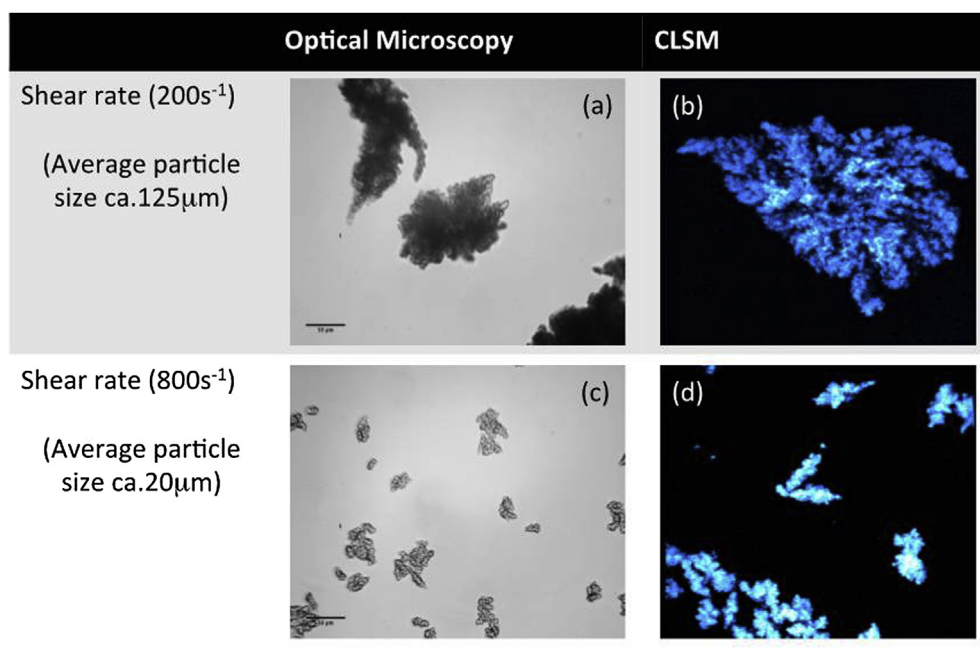 Optical Microscopy
CLSM
Shear rate (200s⁻¹)
(Average particle
size ca.125μm)
(a)
(b)
Shear rate (800s⁻¹)
(Average particle
size ca.20μm)
(c)
(d)